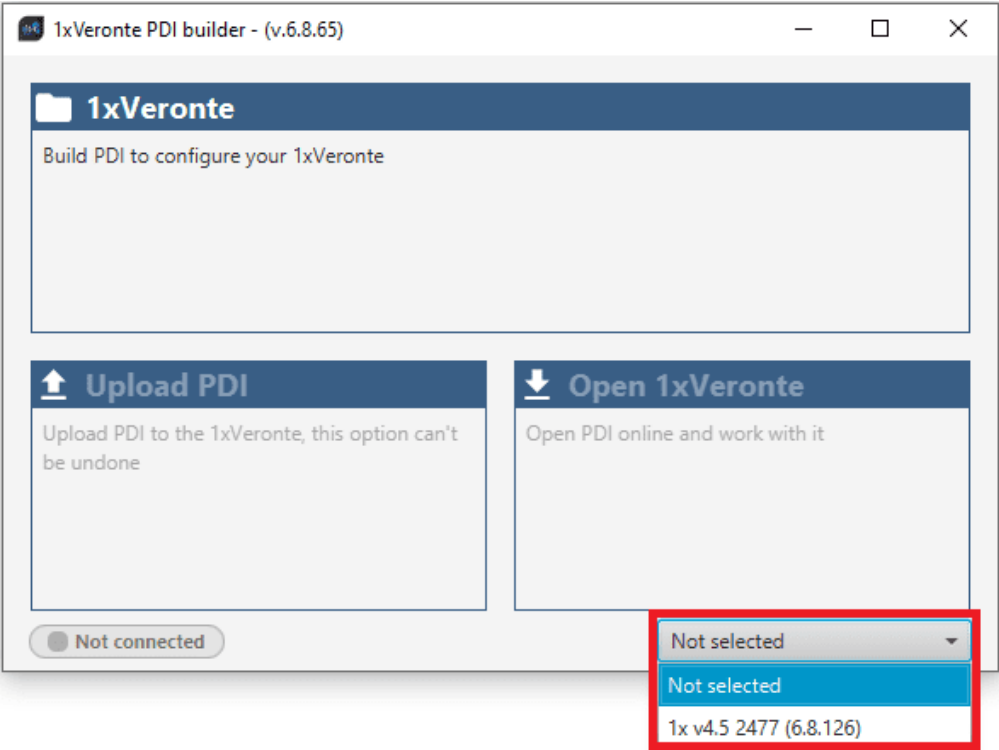 1xVeronte PDI builder - (v.6.8.65)
1xVeronte
Build PDI to configure your 1xVeronte
Upload PDI
Upload PDI to the 1xVeronte, this option can't
be undone
Open 1xVeronte
Open PDI online and work with it
Not connected
Not selected
Not selected
1x v4.5 2477 (6.8.126)